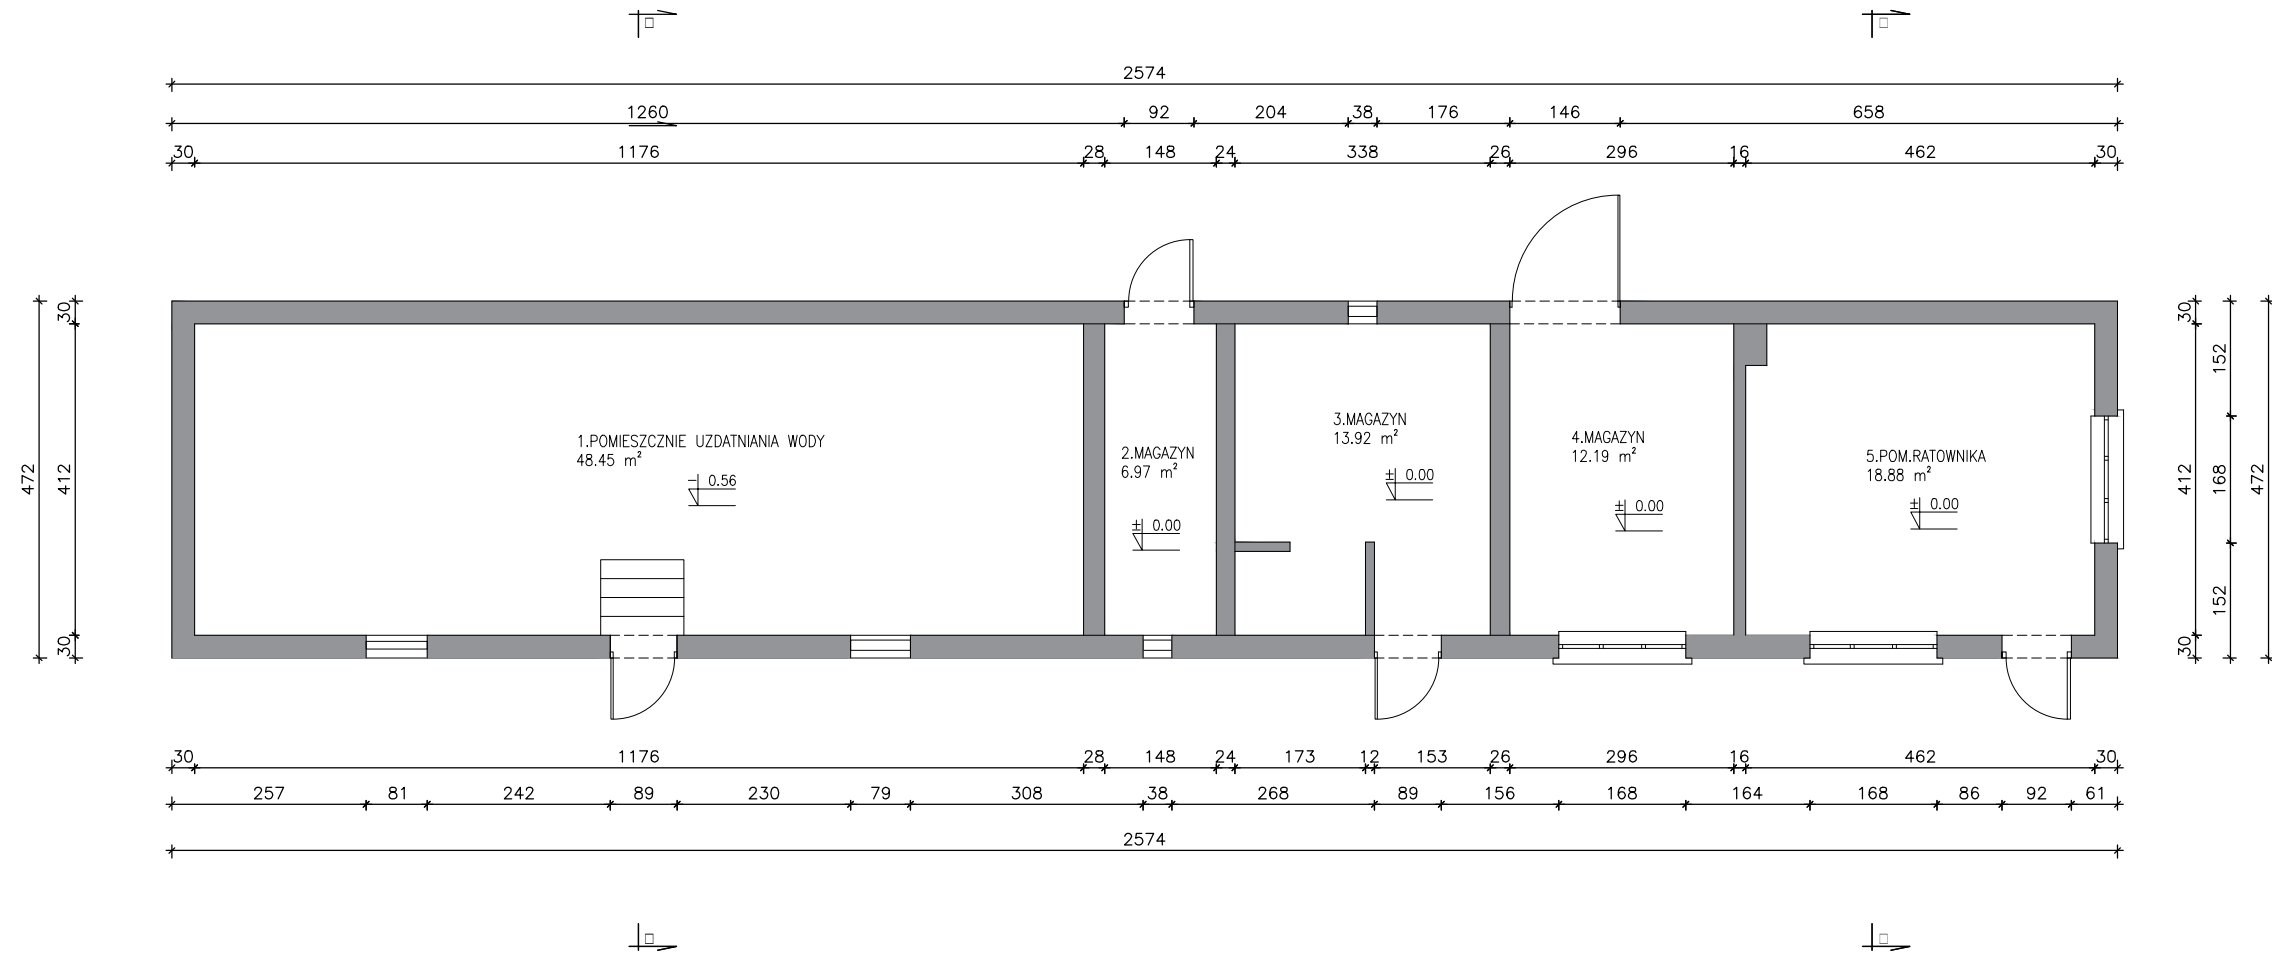 2574
1260 92 204 38 176 146 658
30 1176 28 148 24 338 26 296 16 462 30
472
30
412
30
1.POMIESZCZNIE UZDATNIANIA WODY
48.45 m²
− 0.56
2.MAGAZYN
6.97 m²
± 0.00
3.MAGAZYN
13.92 m²
± 0.00
4.MAGAZYN
12.19 m²
± 0.00
5.POM.RATOWNIKA
18.88 m²
± 0.00
30
412
30
152
168
152
472
30 1176 28 148 24 173 12 153 26 296 16 462 30
257 81 242 89 230 79 308 38 268 89 156 168 164 168 86 92 61
2574